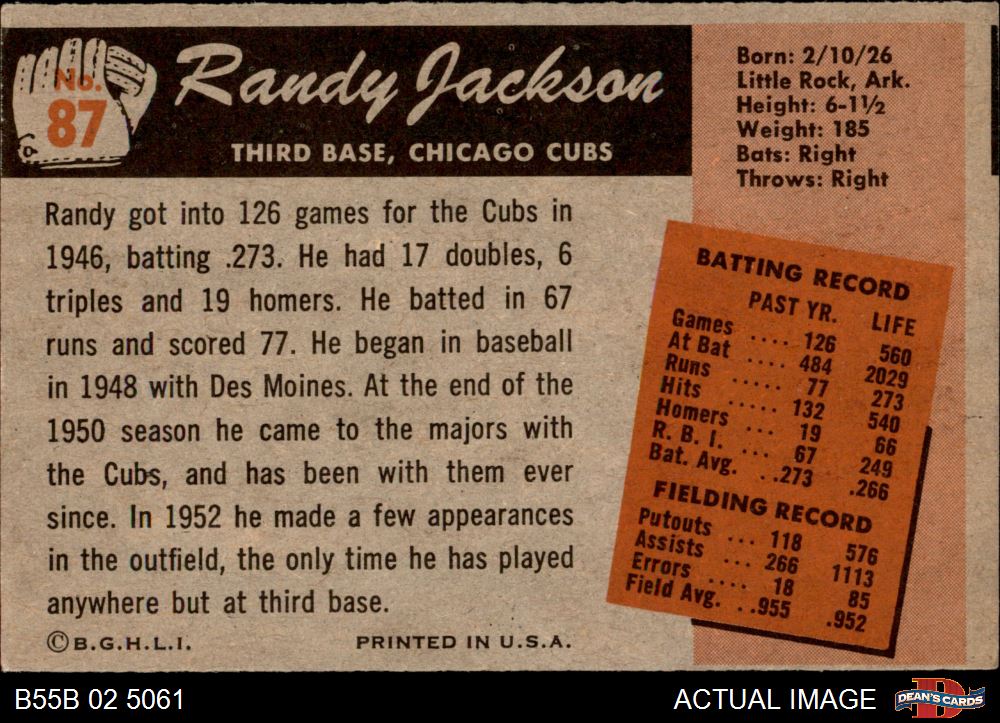 No.
87
Randy Jackson
THIRD BASE, CHICAGO CUBS
Born: 2/10/26
Little Rock, Ark.
Height: 6-1½
Weight: 185
Bats: Right
Throws: Right
Randy got into 126 games for the Cubs in
1946, batting .273. He had 17 doubles, 6
triples and 19 homers. He batted in 67
runs and scored 77. He began in baseball
in 1948 with Des Moines. At the end of the
1950 season he came to the majors with
the Cubs, and has been with them ever
since. In 1952 he made a few appearances
in the outfield, the only time he has played
anywhere but at third base.
©B.G.H.L.I. PRINTED IN U.S.A.
BATTING RECORD
PAST YR. LIFE
Games .... 126 560
At Bat .... 484 2029
Runs ..... 77 273
Hits ..... 132 540
Homers ... 19 66
R. B. I. ... 67 249
Bat. Avg. ..273 .266
FIELDING RECORD
Putouts ... 118 576
Assists ... 266 1113
Errors .... 18 85
Field Avg. ..955 .952
B55B 02 5061
ACTUAL IMAGE
D
DEAN'S CARDS